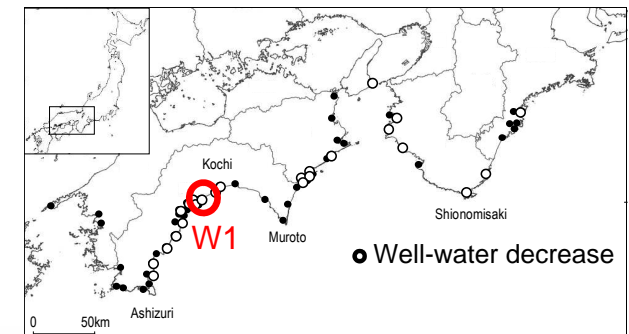 Kochi
W1
Muroto
Shionomisaki
Well-water decrease
Ashizuri
0 50km